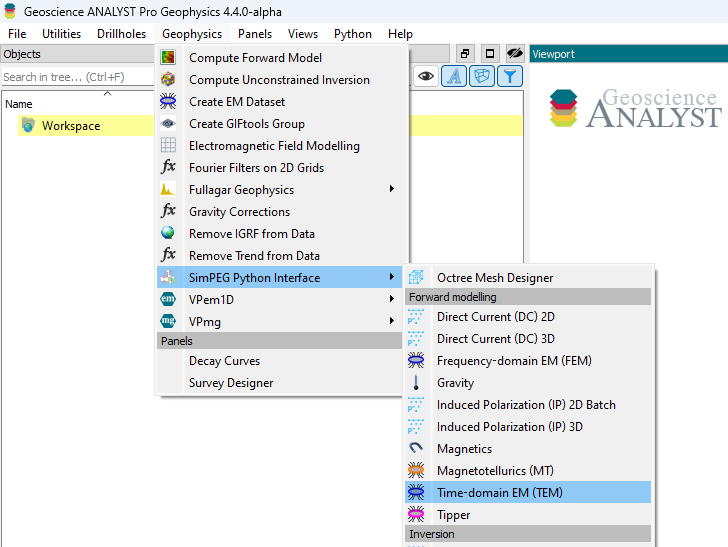 Geoscience ANALYST Pro Geophysics 4.4.0-alpha
File Utilities Drillholes Geophysics Panels Views Python Help
Objects
Viewport
Search in tree... (Ctrl+F)
Name
Workspace
Compute Forward Model
Compute Unconstrained Inversion
Create EM Dataset
Create GIFtools Group
Electromagnetic Field Modelling
Fourier Filters on 2D Grids
Fullagar Geophysics
Gravity Corrections
Remove IGRF from Data
Remove Trend from Data
SimPEG Python Interface
VPem1D
VPmg
Panels
Decay Curves
Survey Designer
Octree Mesh Designer
Forward modelling
Direct Current (DC) 2D
Direct Current (DC) 3D
Frequency-domain EM (FEM)
Gravity
Induced Polarization (IP) 2D Batch
Induced Polarization (IP) 3D
Magnetics
Magnetotellurics (MT)
Time-domain EM (TEM)
Tipper
Inversion
Geoscience
ANALYST